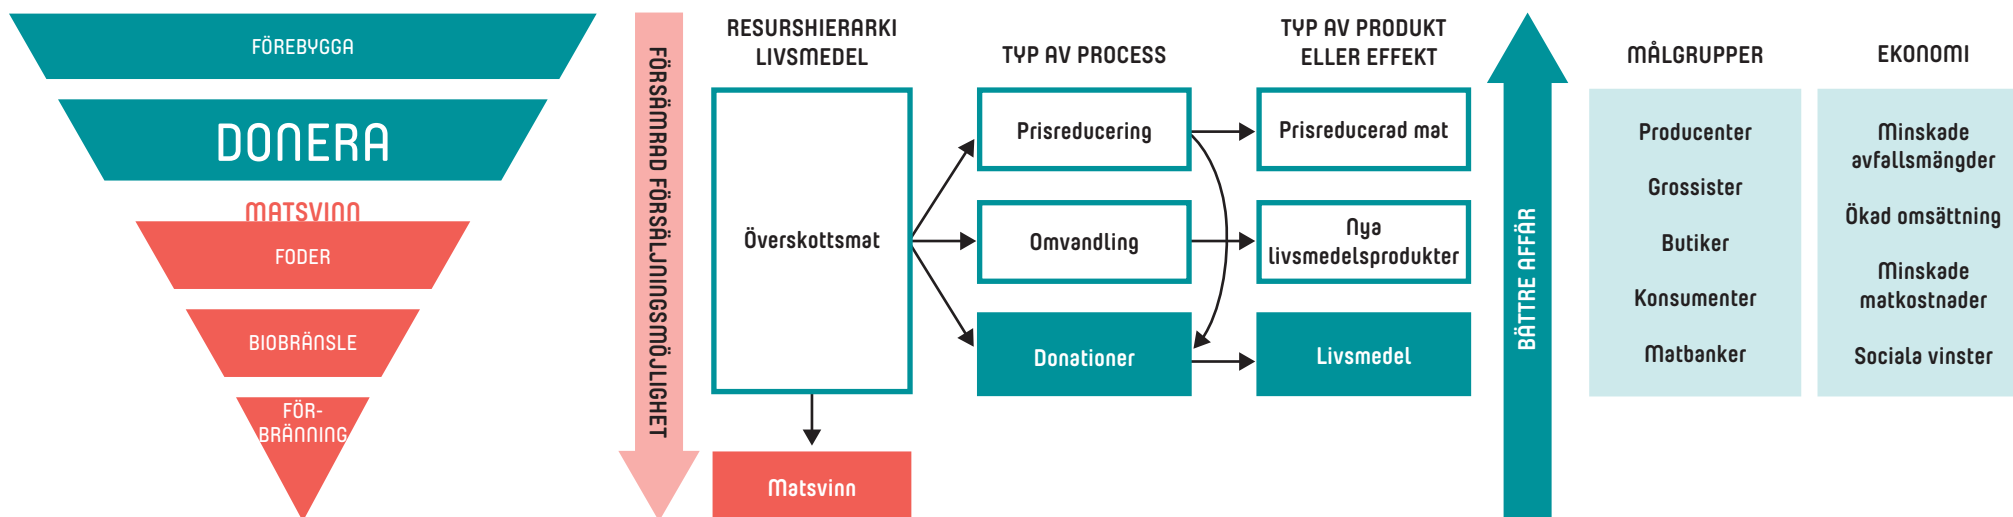 FÖREBYGGA
DONERA
MATSVINN
FODER
BIOBRÄNSLE
FÖR-
BRÄNNING
FÖRSÄMRAD FÖRSÄLJNINGSMÖJLIGHET
RESURSHIERARKI
LIVSMEDEL
Överskottsmat
Matsvinn
TYP AV PROCESS
Prisreducering
Omvandling
Donationer
TYP AV PRODUKT
ELLER EFFEKT
Prisreducerad mat
Nya
livsmedelsprodukter
Livsmedel
BÄTTRE AFFÄR
MÅLGRUPPER
Producenter
Grossister
Butiker
Konsumenter
Matbanker
EKONOMI
Minskade
avfallsmängder
Ökad omsättning
Minskade
matkostnader
Sociala vinster